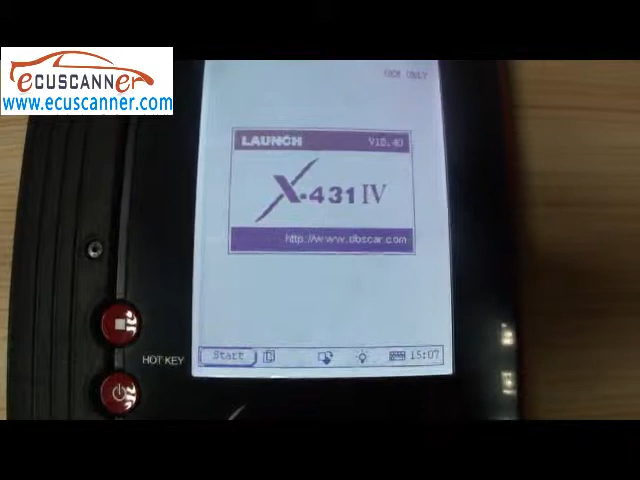 ECUSCANNER
www.ecuscanner.com
LAUNCH V10.40
X-431 IV
http://www.dbscar.com
HOT KEY
Start
15:07